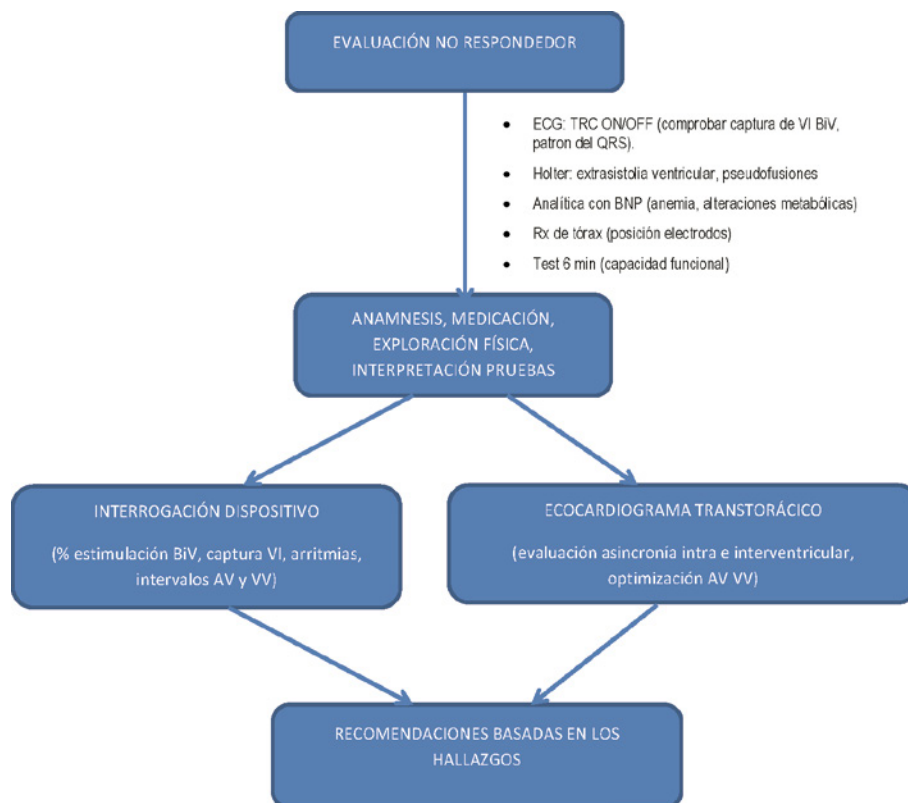 EVALUACIÓN NO RESPONDEDOR
• ECG: TRC ON/OFF (comprobar captura de VI BiV,
patron del QRS).
• Holter: extrasistolia ventricular, pseudofusiones
• Analítica con BNP (anemia, alteraciones metabólicas)
• Rx de tórax (posición electrodos)
• Test 6 min (capacidad funcional)
ANAMNESIS, MEDICACIÓN,
EXPLORACIÓN FÍSICA,
INTERPRETACIÓN PRUEBAS
INTERROGACIÓN DISPOSITIVO
(% estimulación BiV, captura VI, arritmias,
intervalos AV y VV)
ECOCARDIOGRAMA TRANSTORÁCICO
(evaluación asincronía intra e interventricular,
optimización AV VV)
RECOMENDACIONES BASADAS EN LOS
HALLAZGOS